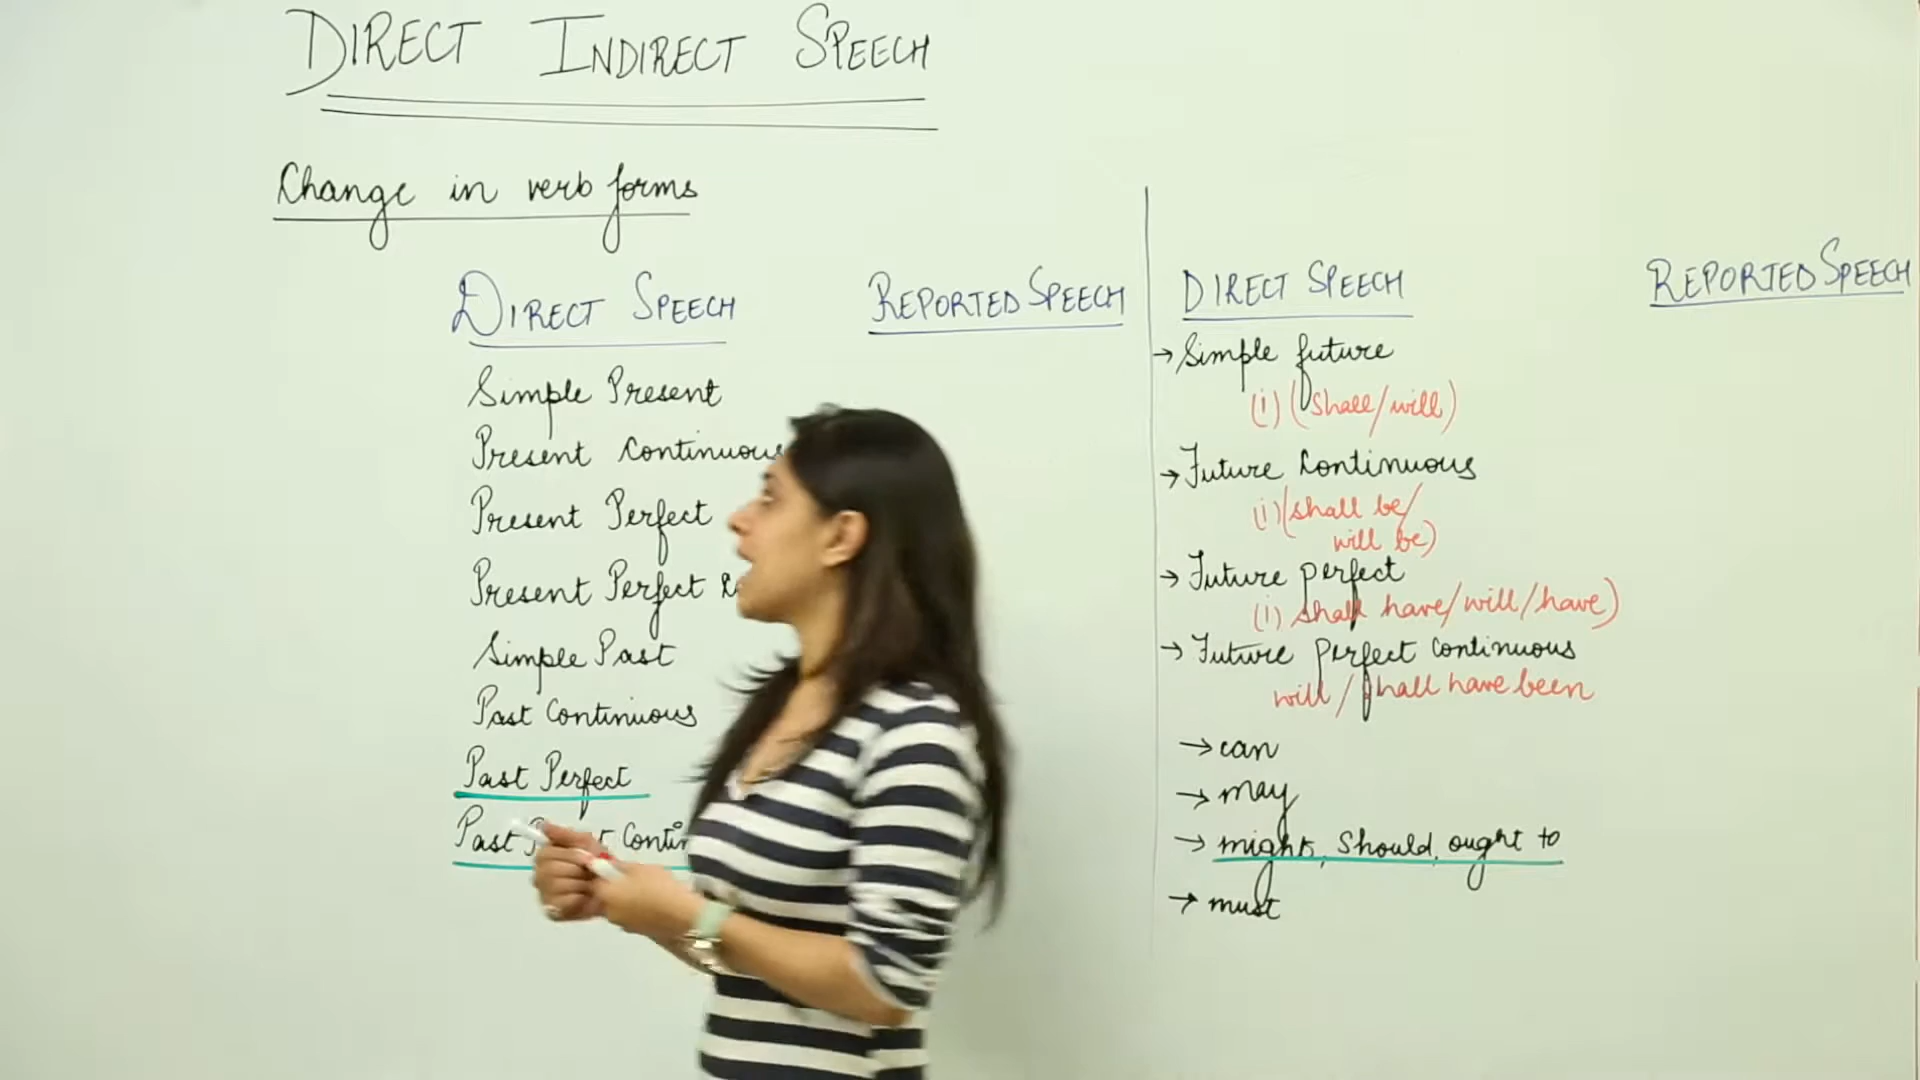 DIRECT INDIRECT SPEECH
Change in verb forms
DIRECT SPEECH
REPORTED SPEECH
Simple Present
Present Continuous
Present Perfect
Present Perfect
Simple Past
Past Continuous
Past Perfect
Past
DIRECT SPEECH
REPORTED SPEECH
→ Simple future
(i) (shall/will)
→ Future Continuous
(i) (shall be/
will be)
→ Future perfect
(i) shall have/will/have)
→ Future perfect continuous
will/shall have been
→ can
→ may
→ might, Should, ought to
→ must